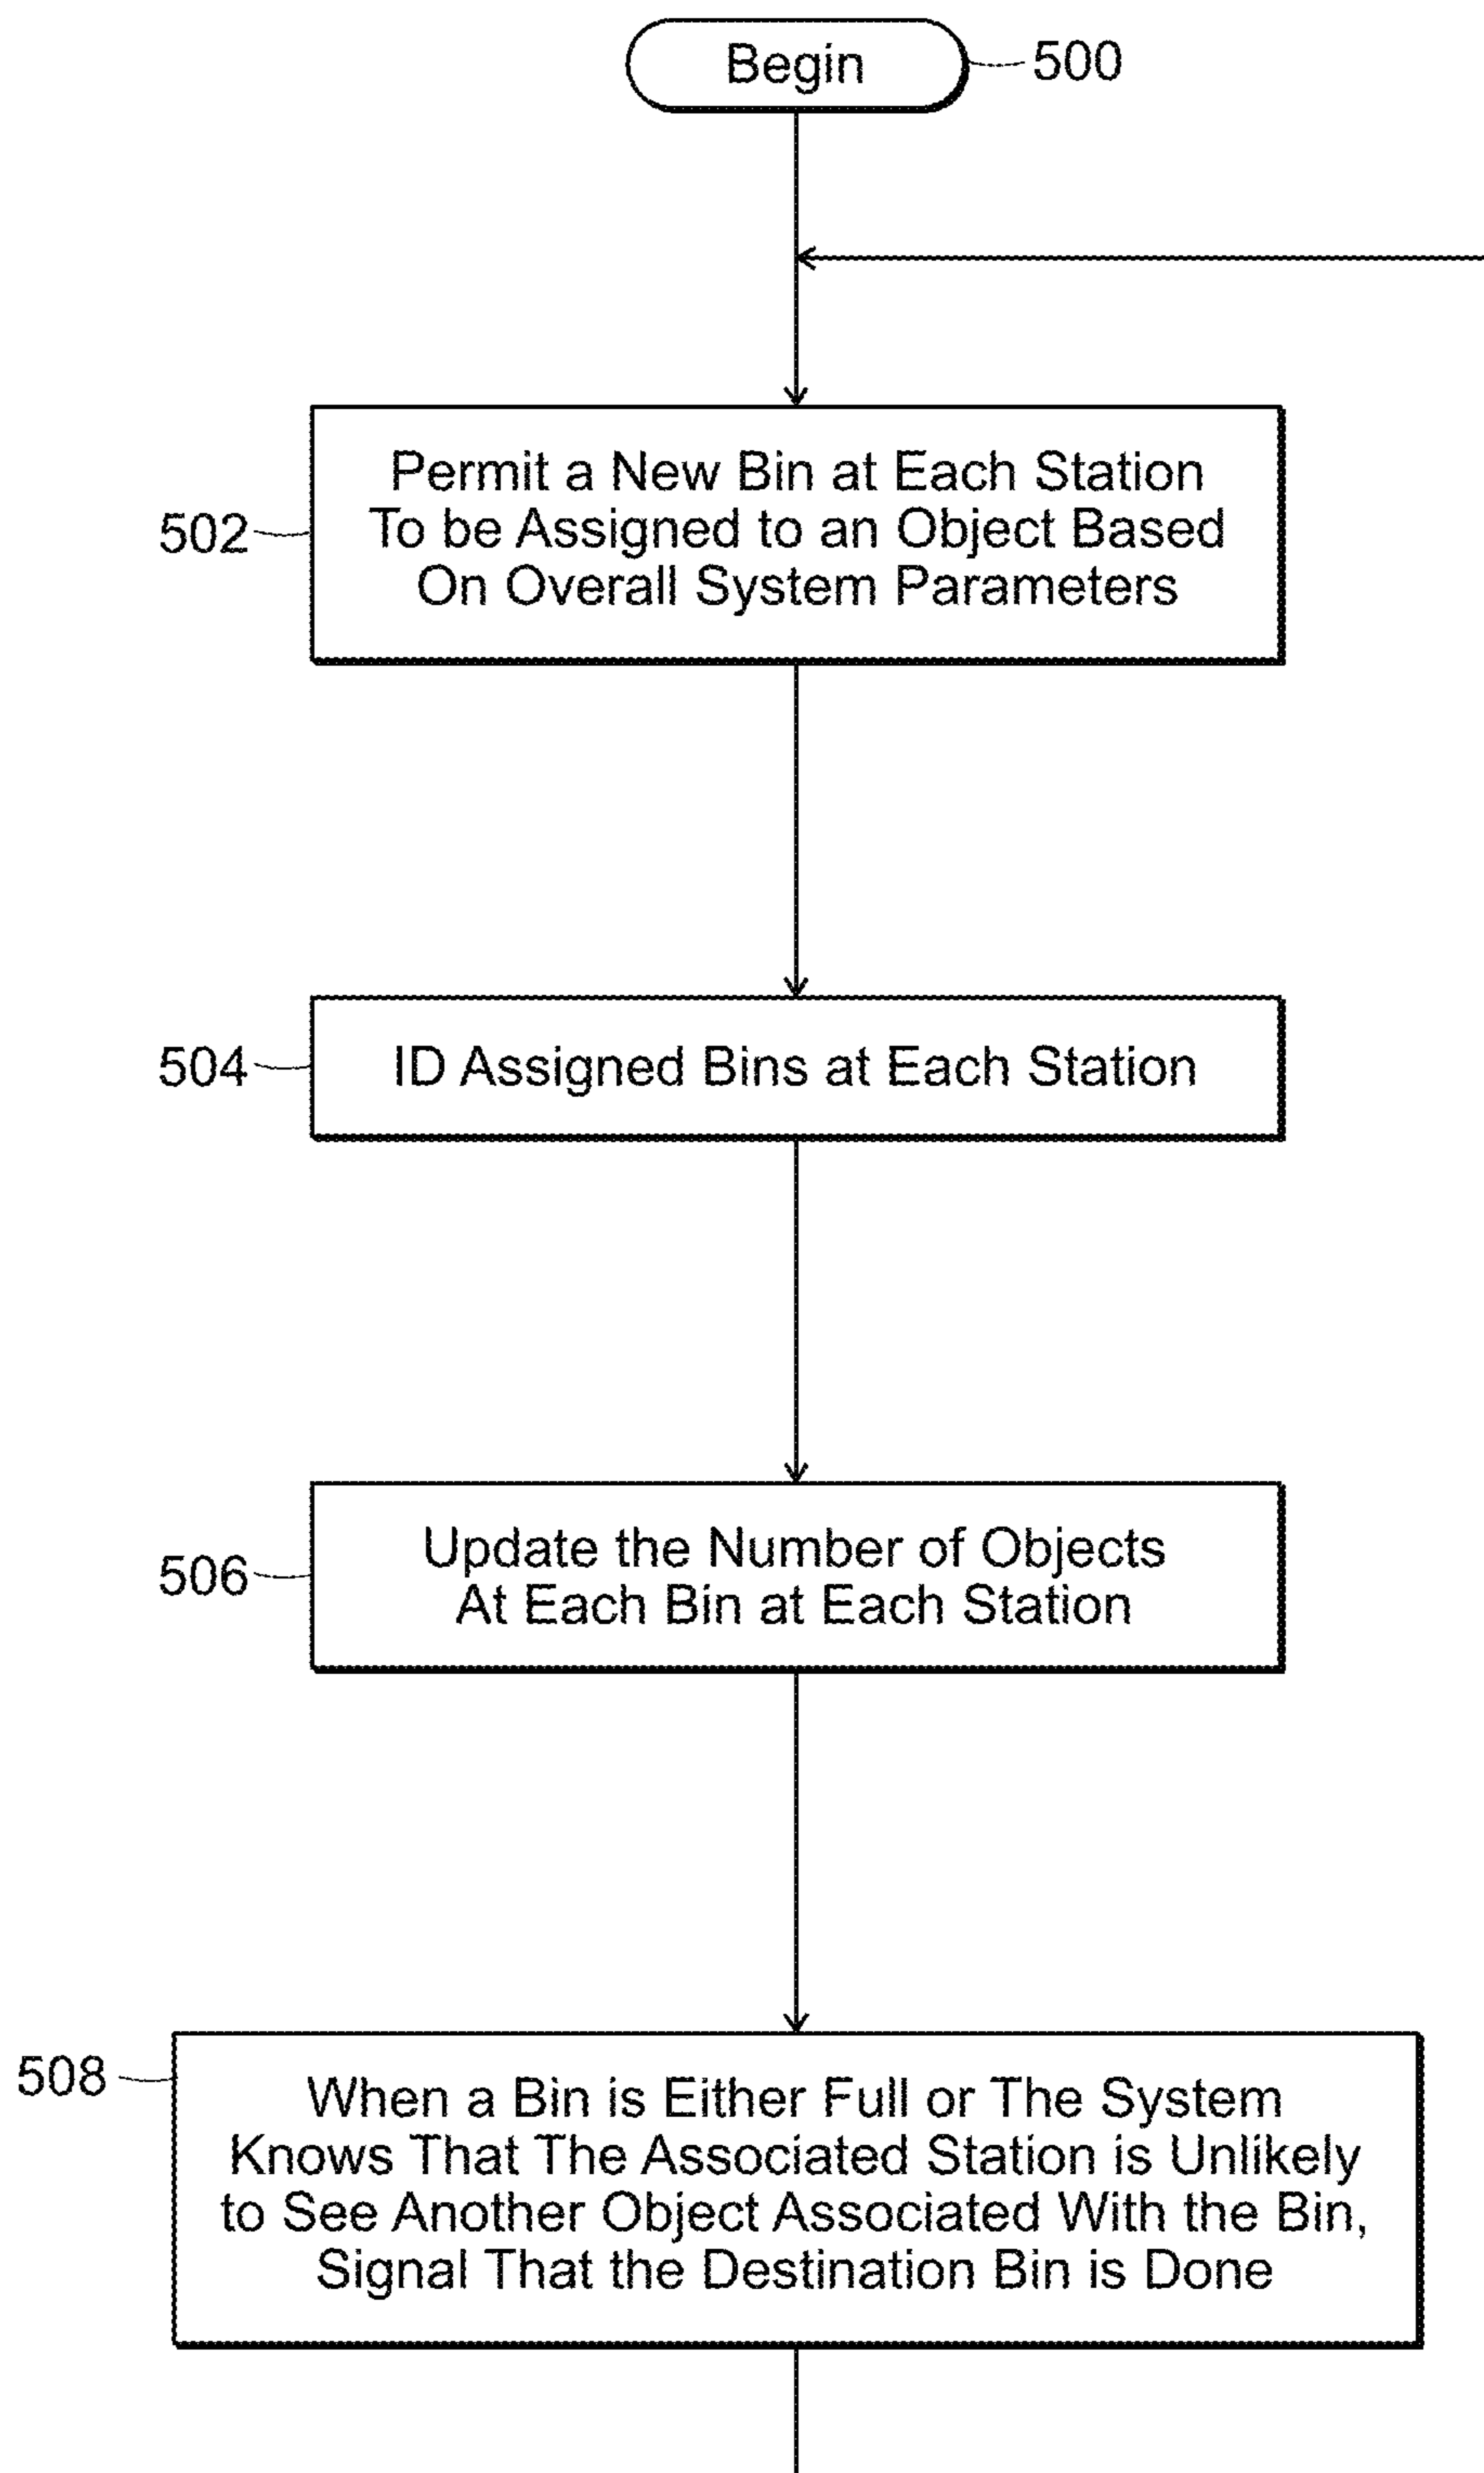 Begin
500
Permit a New Bin at Each Station
To be Assigned to an Object Based
On Overall System Parameters
502
ID Assigned Bins at Each Station
504
Update the Number of Objects
At Each Bin at Each Station
506
508
When a Bin is Either Full or The System
Knows That The Associated Station is Unlikely
to See Another Object Associated With the Bin,
Signal That the Destination Bin is Done